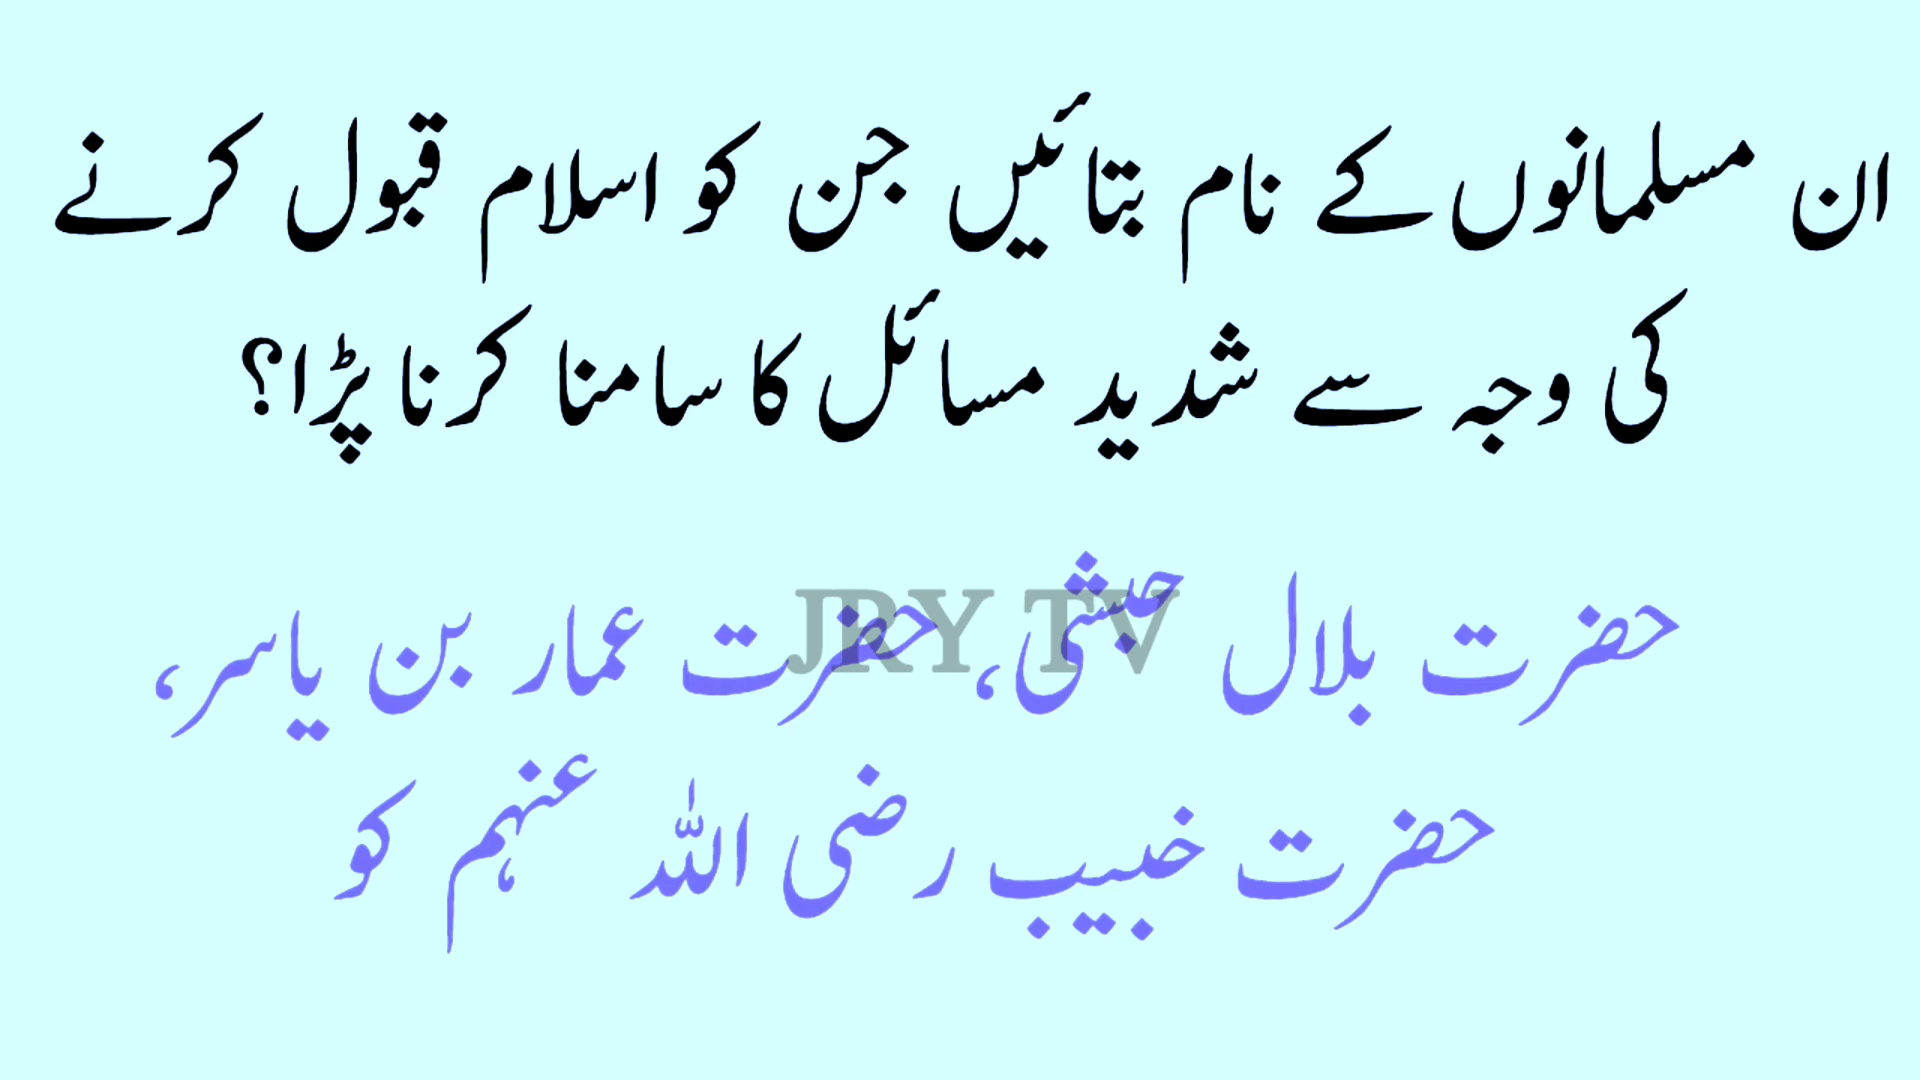 ان مسلمانوں کے نام بتائیں جن کو اسلام قبول کرنے
کی وجہ سے شدید مسائل کا سامنا کرنا پڑا؟
حضرت بلال حبشی، حضرت عمار بن یاسر،
JRY TV
حضرت خبیب رضی اللہ عنہم کو